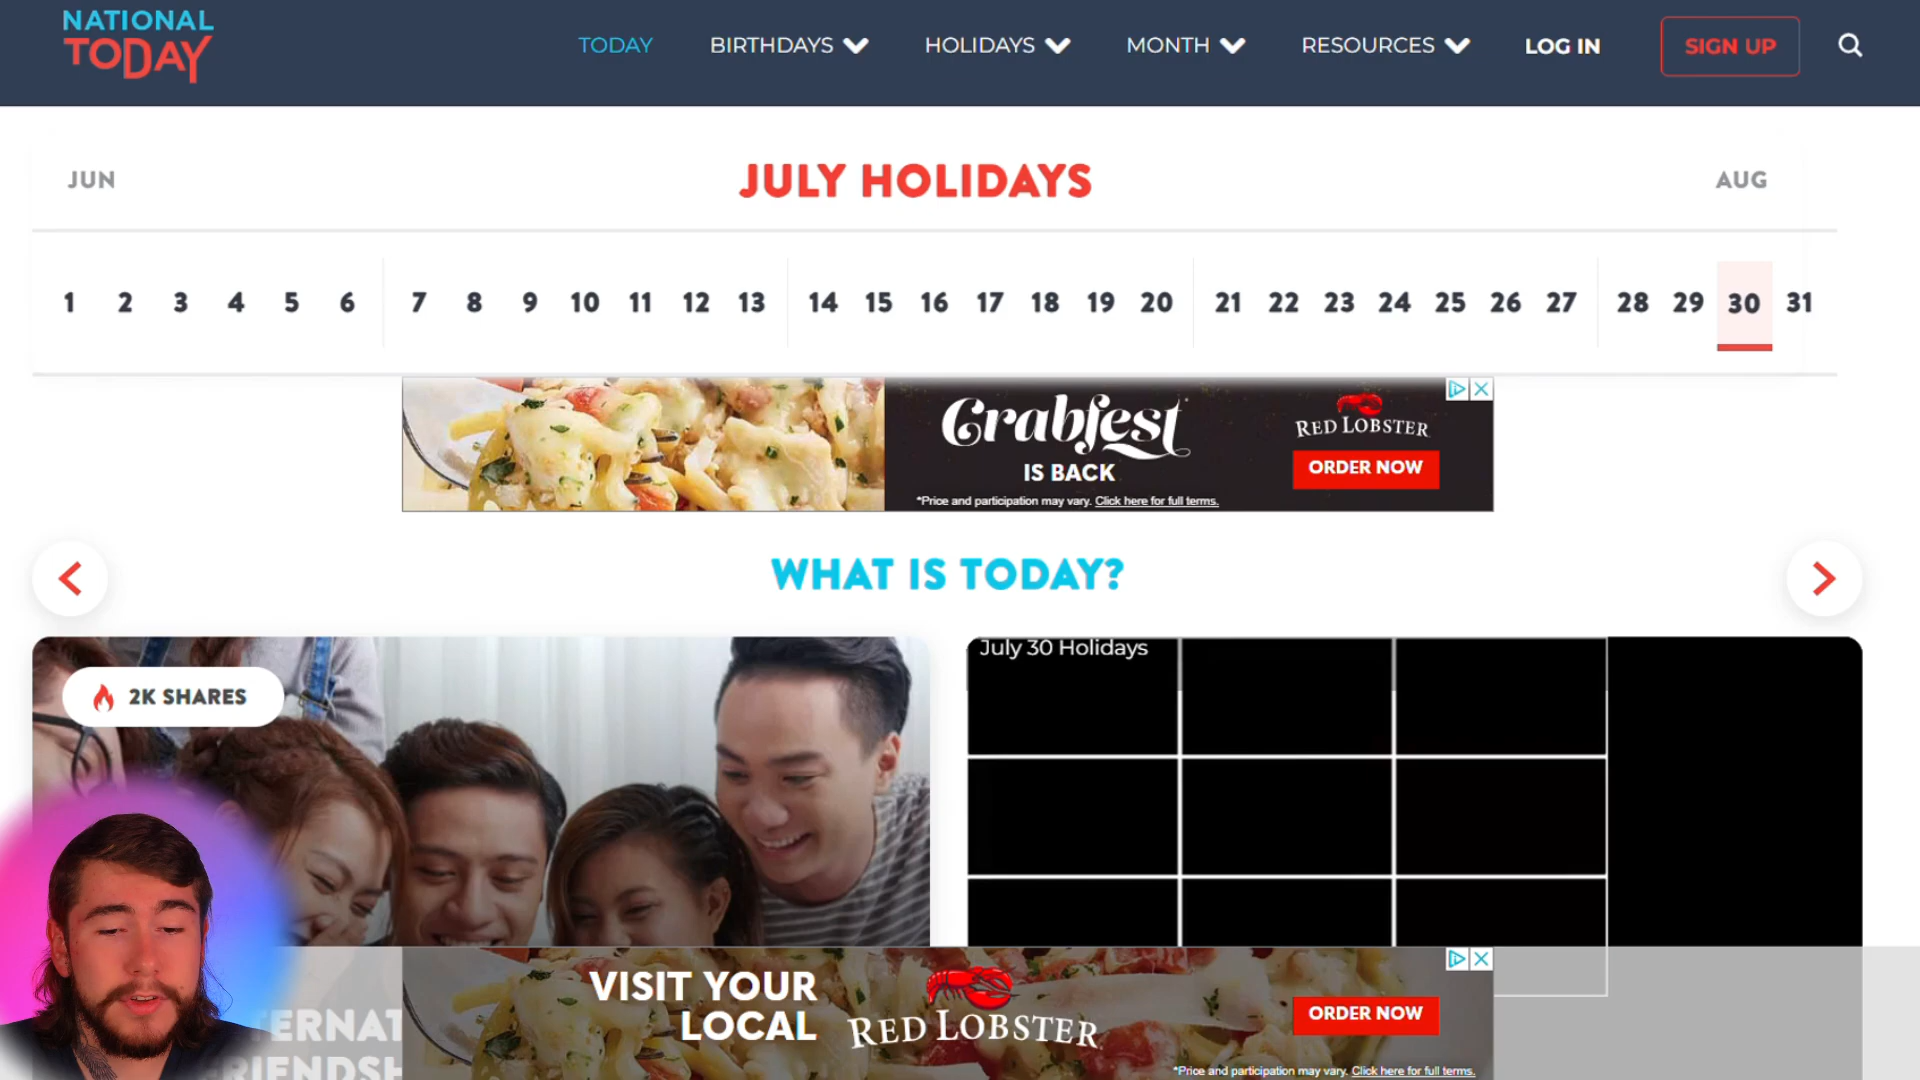 NATIONAL
TODAY
TODAY BIRTHDAYS HOLIDAYS MONTH RESOURCES LOG IN SIGN UP
JUN JULY HOLIDAYS AUG
1 2 3 4 5 6 7 8 9 10 11 12 13 14 15 16 17 18 19 20 21 22 23 24 25 26 27 28 29 30 31
Crabfest
IS BACK
*Price and participation may vary. Click here for full terms.
RED LOBSTER
ORDER NOW
WHAT IS TODAY?
2K SHARES
July 30 Holidays
VISIT YOUR
LOCAL
RED LOBSTER
ORDER NOW
*Price and participation may vary. Click here for full terms.